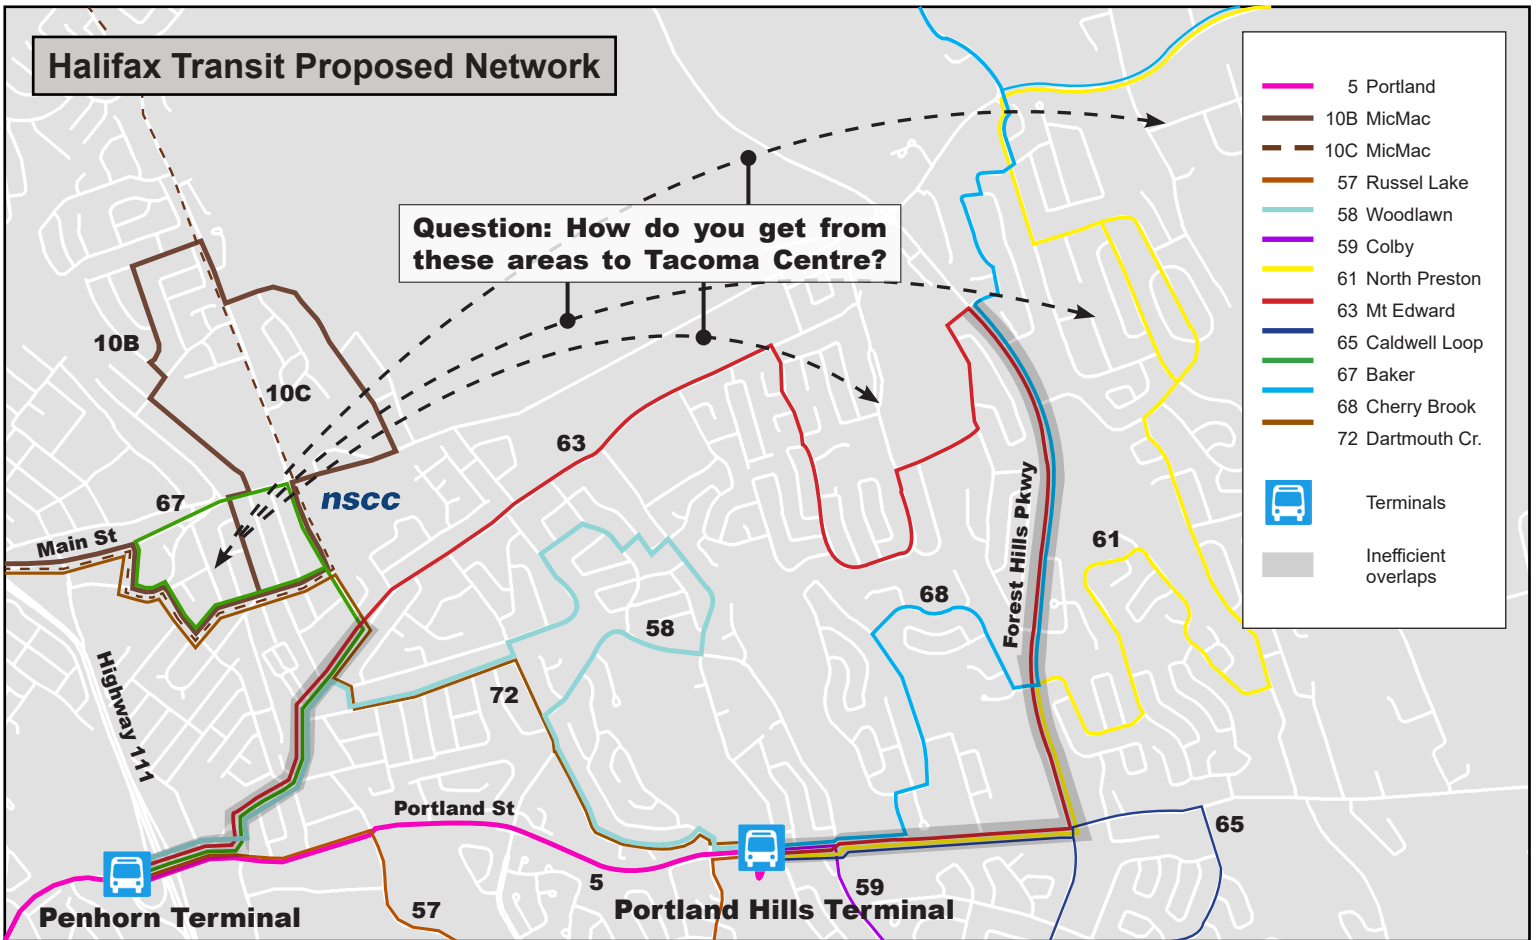 Halifax Transit Proposed Network
Question: How do you get from
these areas to Tacoma Centre?
5 Portland
10B MicMac
10C MicMac
57 Russel Lake
58 Woodlawn
59 Colby
61 North Preston
63 Mt Edward
65 Caldwell Loop
67 Baker
68 Cherry Brook
72 Dartmouth Cr.
Terminals
Inefficient
overlaps
10B
10C
63
nscc
67
Main St
61
Forest Hills Pkwy
68
58
72
Highway 111
Portland St
65
5
59
57
Penhorn Terminal
Portland Hills Terminal